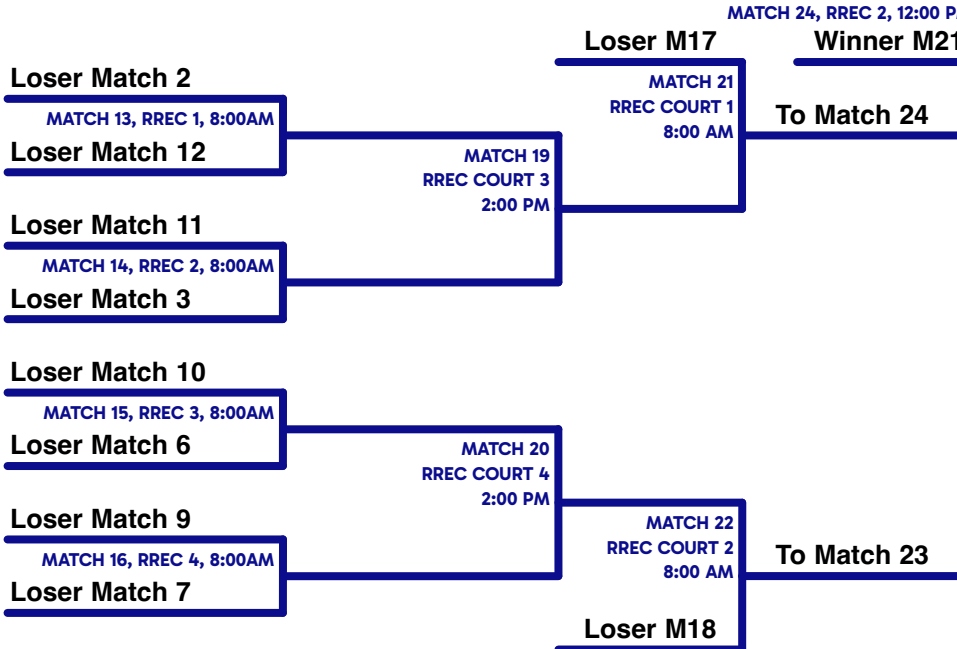 MATCH 24, RREC 2, 12:00
Loser M17
Winner M21
Loser Match 2
MATCH 13, RREC 1, 8:00AM
Loser Match 12
MATCH 21
RREC COURT 1
8:00 AM
To Match 24
MATCH 19
RREC COURT 3
2:00 PM
Loser Match 11
MATCH 14, RREC 2, 8:00AM
Loser Match 3
Loser Match 10
MATCH 15, RREC 3, 8:00AM
Loser Match 6
MATCH 20
RREC COURT 4
2:00 PM
Loser Match 9
MATCH 16, RREC 4, 8:00AM
Loser Match 7
MATCH 22
RREC COURT 2
8:00 AM
To Match 23
Loser M18